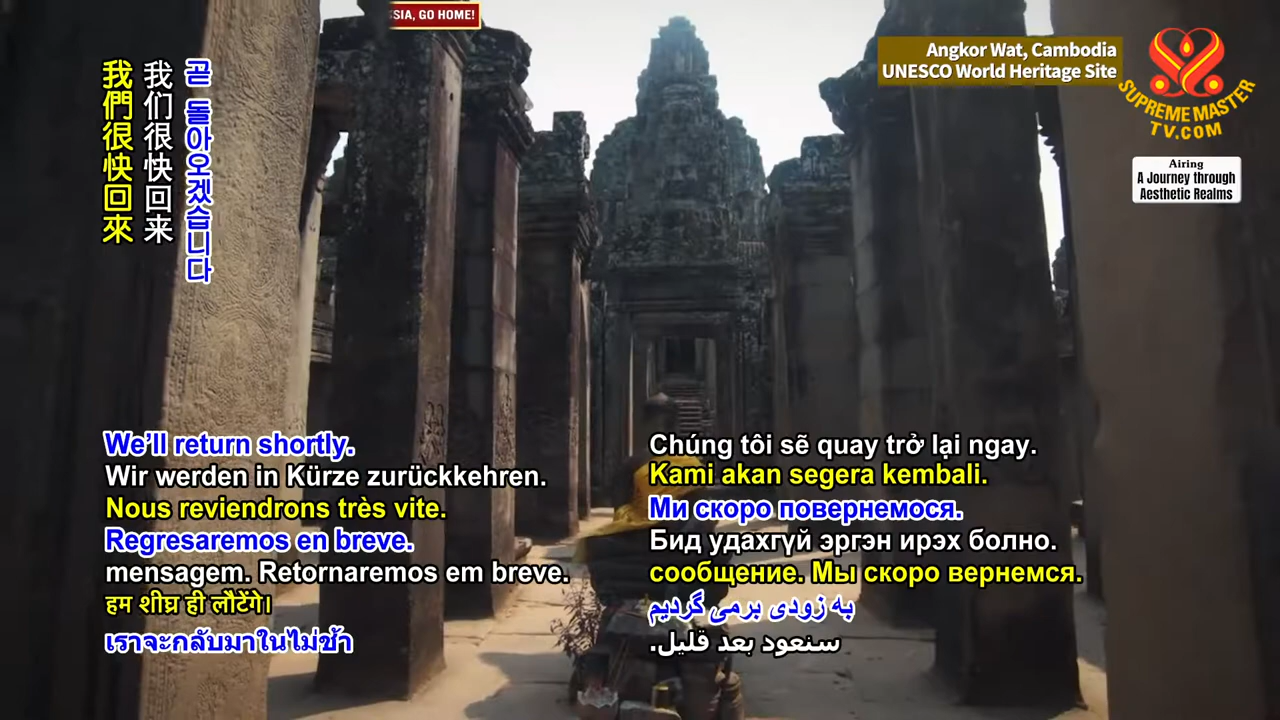 SIA, GO HOME!
Angkor Wat, Cambodia
UNESCO World Heritage Site
SUPREME MASTER
TV.COM
Airing
A Journey through
Aesthetic Realms
곧 돌아오겠습니다
我们很快回来
我們很快回來
We’ll return shortly.
Wir werden in Kürze zurückkehren.
Nous reviendrons très vite.
Regresaremos en breve.
mensagem. Retornaremos em breve.
हम शीघ्र ही लौटेंगे।
เราจะกลับมาในไม่ช้า
Chúng tôi sẽ quay trở lại ngay.
Kami akan segera kembali.
Ми скоро повернемося.
Бид удахгүй эргэн ирэх болно.
сообщение. Мы скоро вернемся.
به زودی برمی گردیم
سنعود بعد قليل.